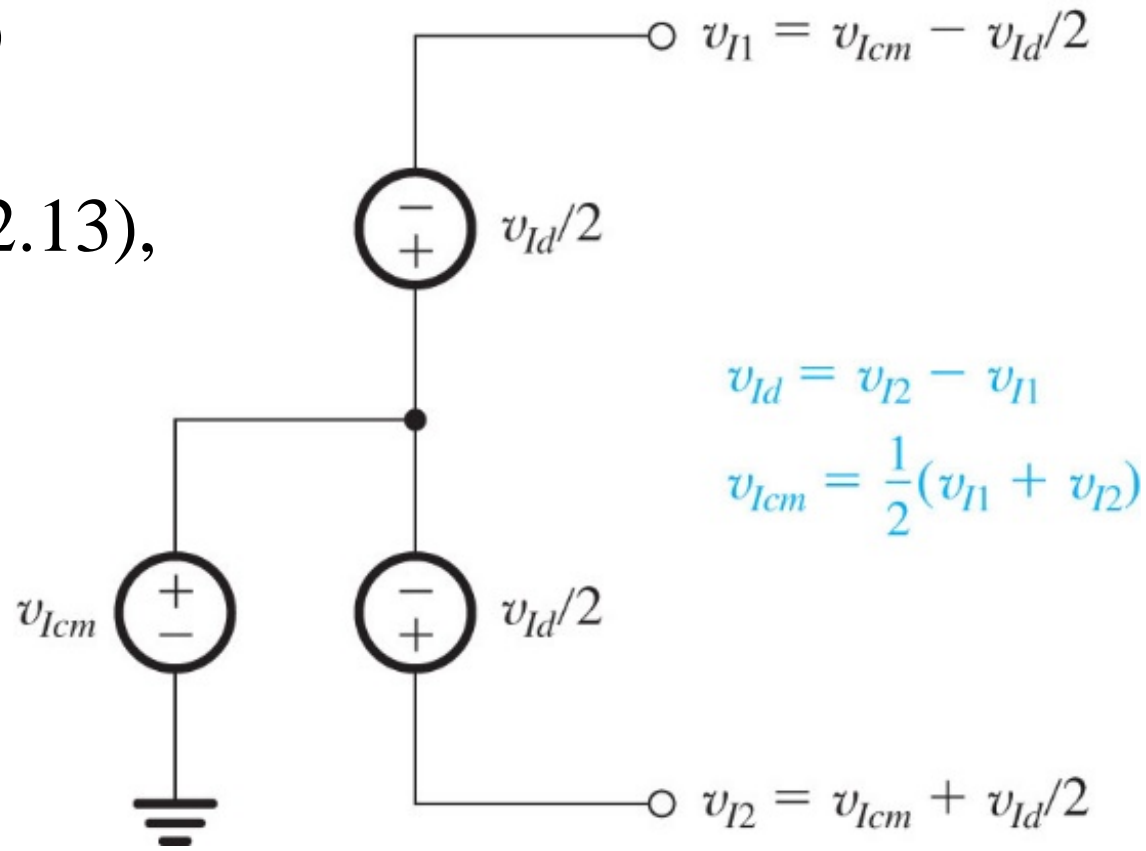 )
v_{I1} = v_{Icm} − v_{Id}/2
−
+
v_{Id}/2
2.13),
v_{Id} = v_{I2} − v_{I1}
v_{Icm} = \frac{1}{2}(v_{I1} + v_{I2})
v_{Icm}
+
−
−
+
v_{Id}/2
v_{I2} = v_{Icm} + v_{Id}/2